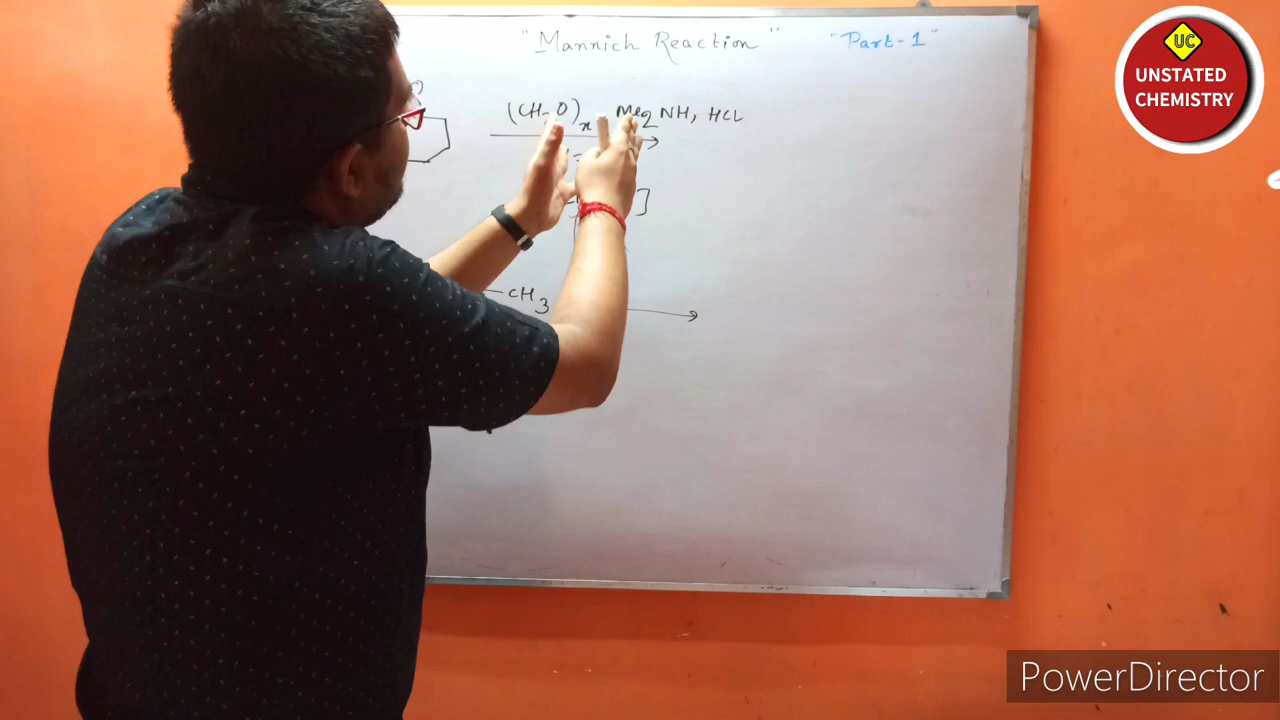 "Mannich Reaction" "Part-1"
UC
UNSTATED
CHEMISTRY
O
(CH2O)x, Me2NH, HCL
]
CH3
PowerDirector